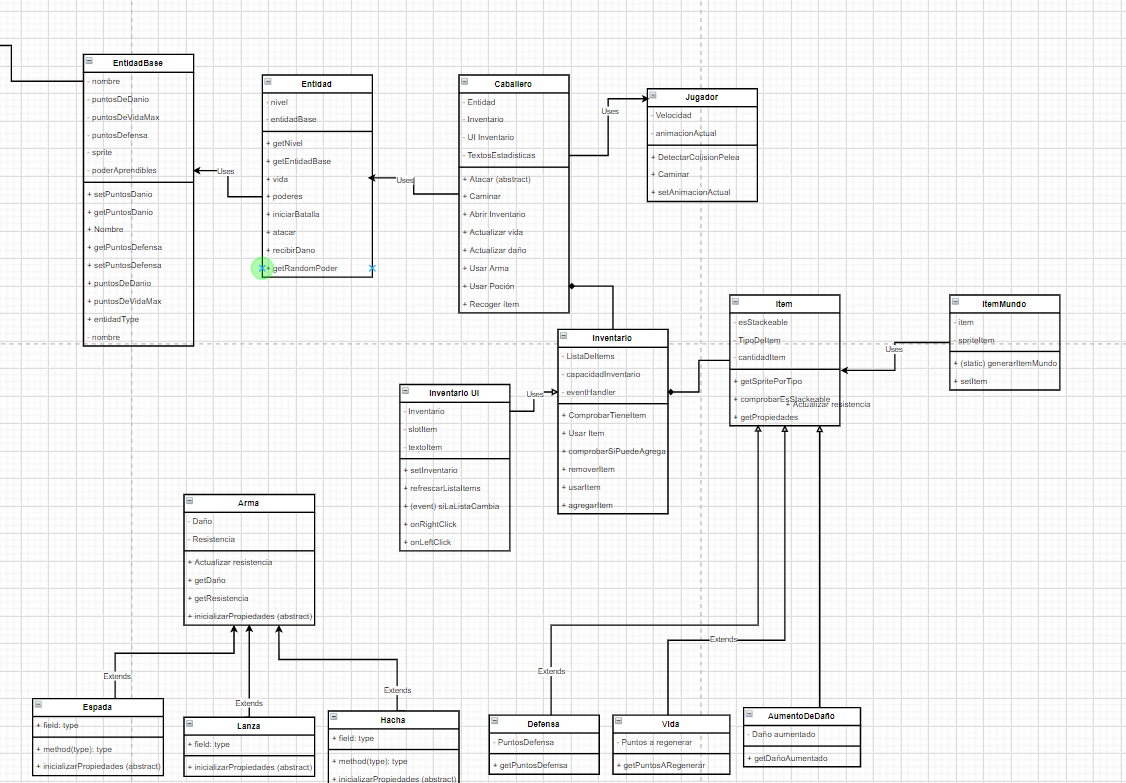 EntidadBase
- nombre
- puntosDeDanio
- puntosDeVidaMax
- puntosDefensa
- sprite
- poderAprendibles
+ setPuntosDanio
+ getPuntosDanio
+ Nombre
+ getPuntosDefensa
+ setPuntosDefensa
+ puntosDeDanio
+ puntosDeVidaMax
+ entidadType
- nombre
Uses
Entidad
- nivel
- entidadBase
+ getNivel
+ getEntidadBase
+ vida
+ poderes
+ iniciarBatalla
+ atacar
+ recibirDano
+ getRandomPoder
Uses
Caballero
- Entidad
- Inventario
- UI Inventario
- TextosEstadisticas
+ Atacar (abstract)
+ Caminar
+ Abrir Inventario
+ Actualizar vida
+ Actualizar daño
+ Usar Arma
+ Usar Poción
+ Recoger ítem
Uses
Jugador
- Velocidad
- animacionActual
+ DetectarColisionPelea
+ Caminar
+ setAnimacionActual
Item
- esStackeable
- TipoDeItem
- cantidadItem
+ getSpritePorTipo
+ comprobarEsStackeable
+ Actualizar resistencia
+ getPropiedades
Uses
ItemMundo
- item
- spriteItem
+ (static) generarItemMundo
+ setItem
Inventario
- ListaDeItems
- capacidadInventario
- eventHandler
+ ComprobarTieneItem
+ Usar Item
+ comprobarSiPuedeAgrega
+ removerItem
+ usarItem
+ agregarItem
Uses
Inventario UI
- Inventario
- slotItem
- textoItem
+ setInventario
+ refrescarListaItems
+ (event) siLaListaCambia
+ onRightClick
+ onLeftClick
Arma
- Daño
- Resistencia
+ Actualizar resistencia
+ getDaño
+ getResistencia
+ inicializarPropiedades (abstract)
Extends
Extends
Extends
Extends
Extends
Espada
+ field: type
+ method(type): type
+ inicializarPropiedades (abstract)
Lanza
+ field: type
+ inicializarPropiedades (abstract)
Hacha
+ field: type
+ method(type): type
+ inicializarPropiedades (abstract)
Defensa
- PuntosDefensa
+ getPuntosDefensa
Vida
- Puntos a regenerar
+ getPuntosARegenerar
AumentoDeDaño
- Daño aumentado
+ getDañoAumentado